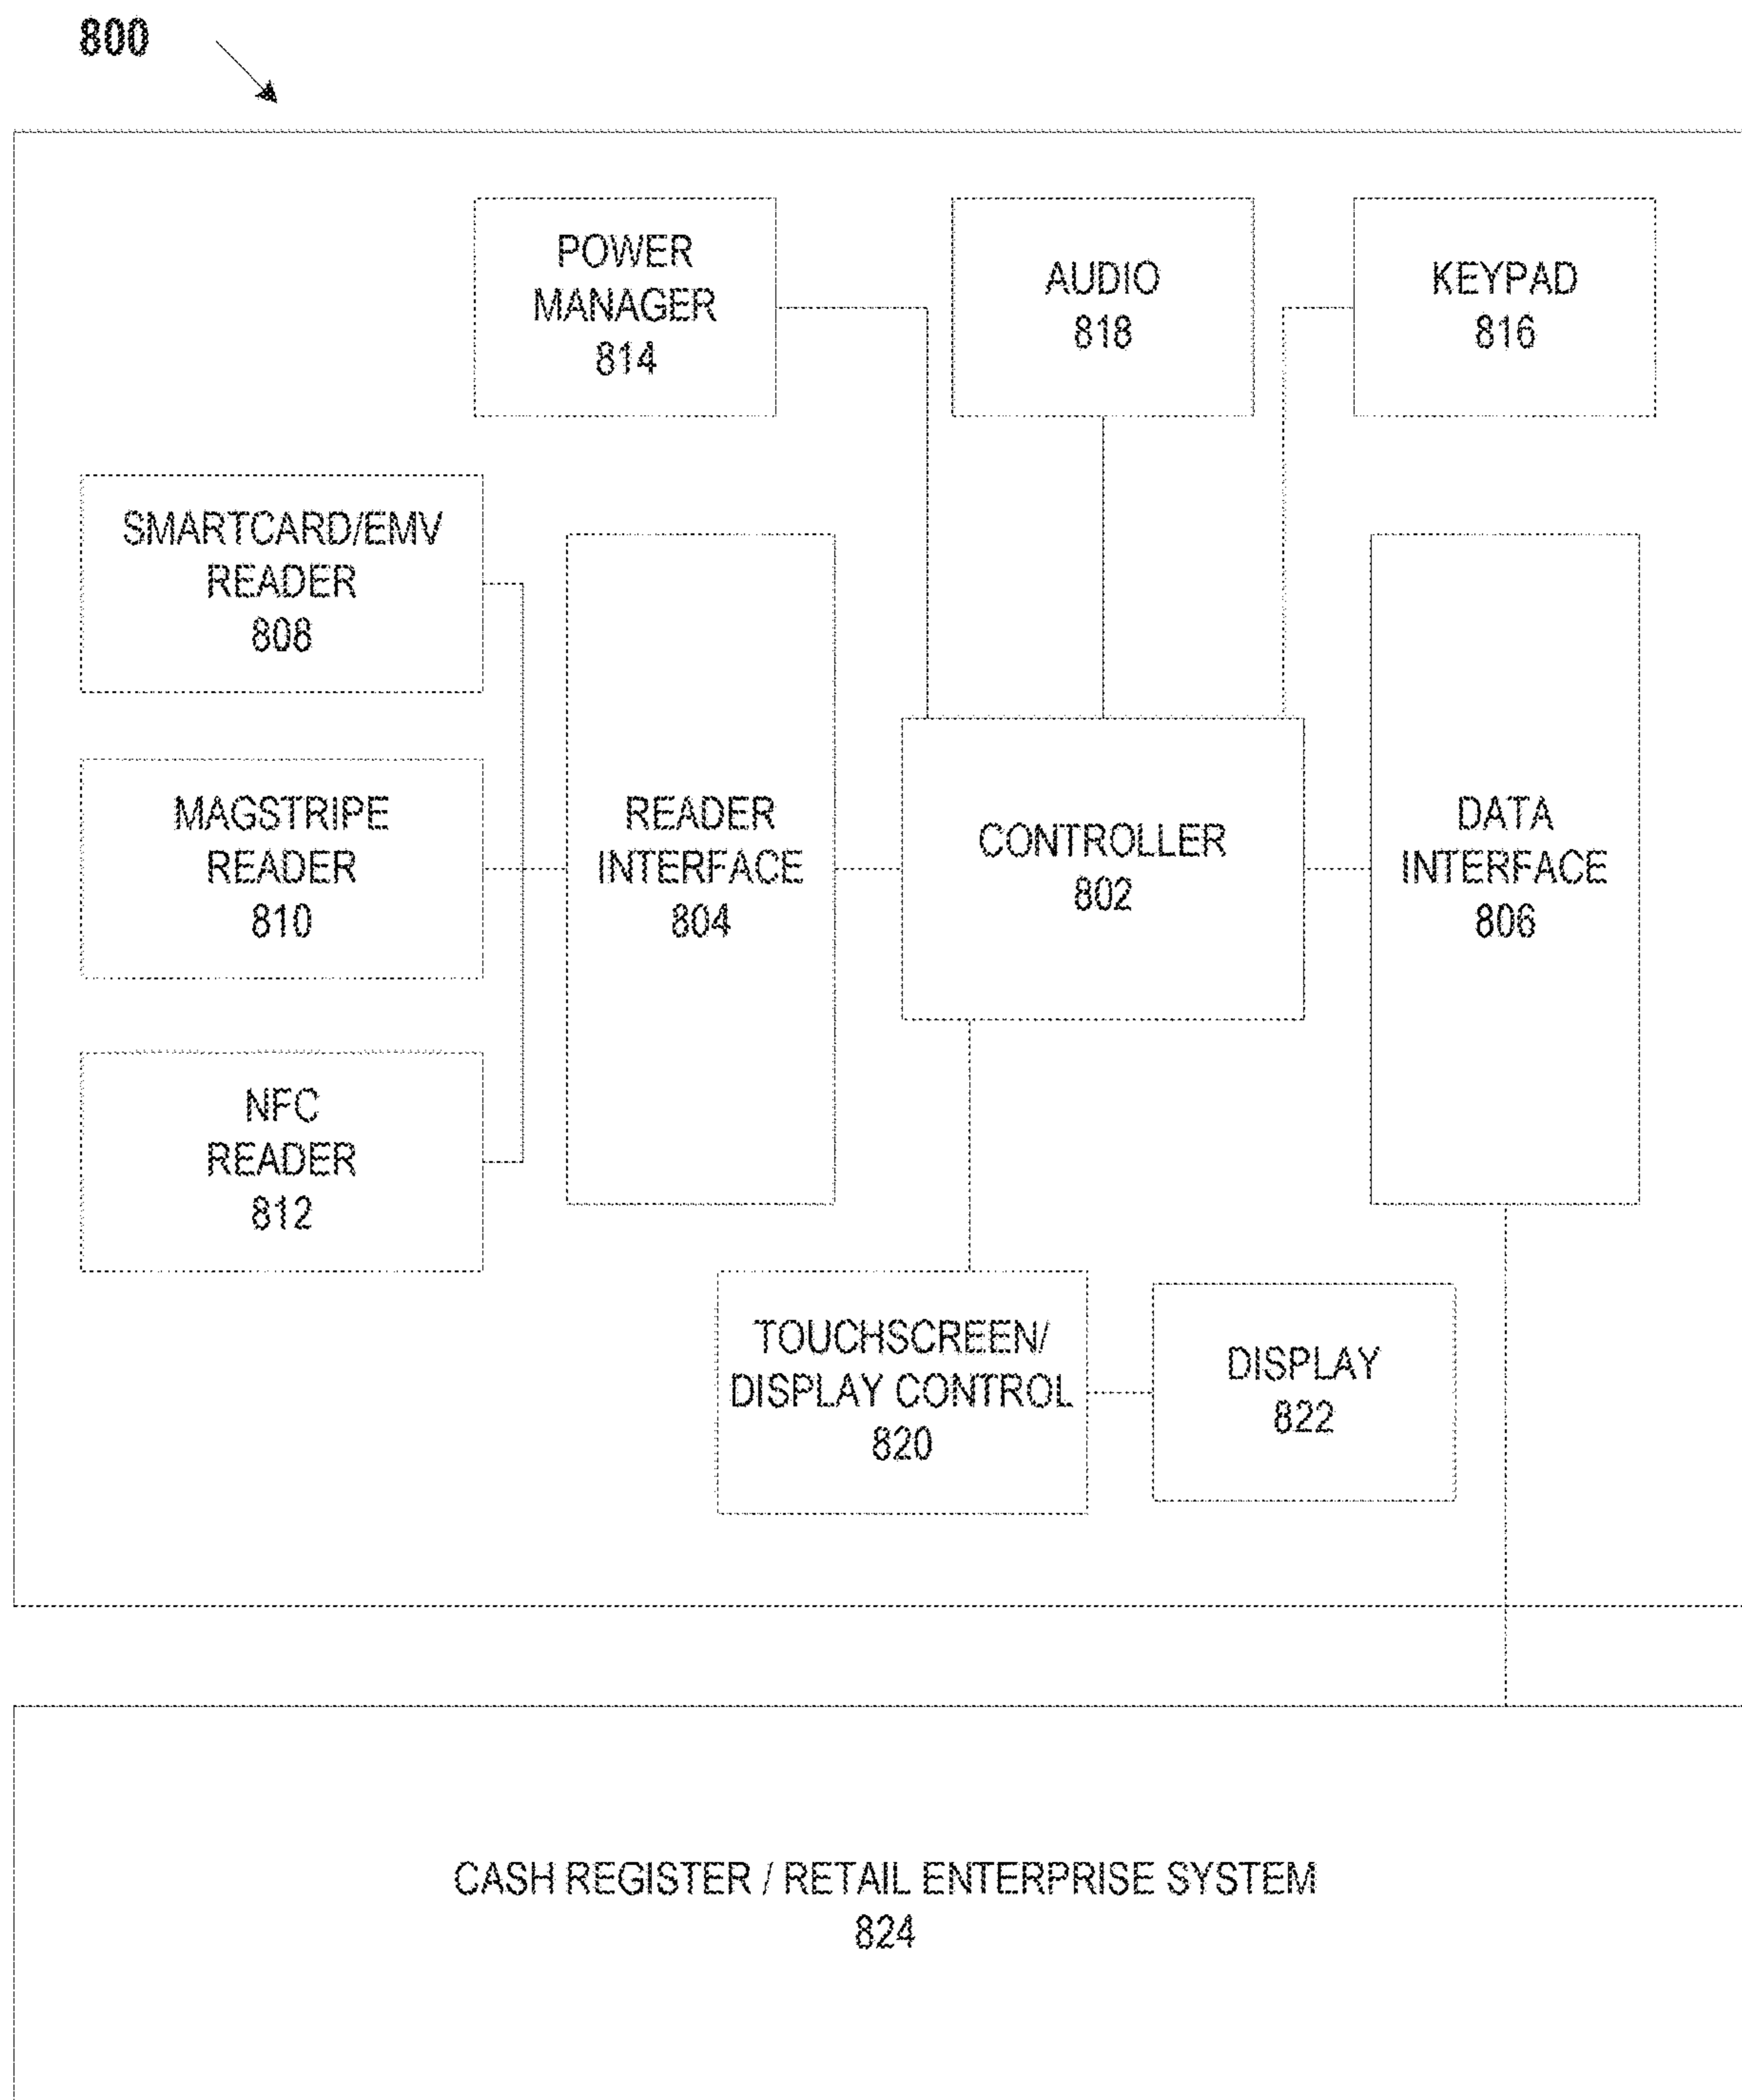 800
POWER
MANAGER
814
AUDIO
818
KEYPAD
816
SMARTCARD/EMV
READER
808
MAGSTRIPE
READER
810
NFC
READER
812
READER
INTERFACE
804
CONTROLLER
802
DATA
INTERFACE
806
TOUCHSCREEN/
DISPLAY CONTROL
820
DISPLAY
822
CASH REGISTER / RETAIL ENTERPRISE SYSTEM
824